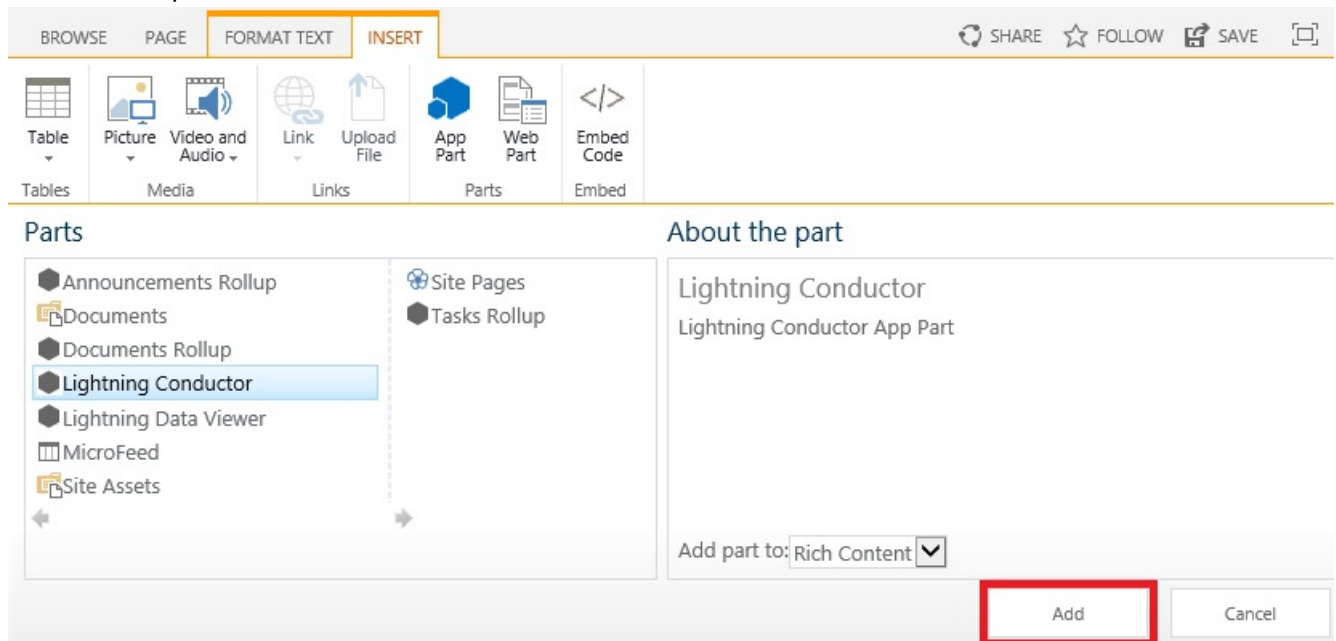 BROWSE PAGE FORMAT TEXT INSERT SHARE FOLLOW SAVE
Table Picture Video and Audio Link Upload File App Part Web Part </> Embed Code
Tables Media Links Parts Embed
Parts
Announcements Rollup
Documents
Documents Rollup
Lightning Conductor
Lightning Data Viewer
MicroFeed
Site Assets
Site Pages
Tasks Rollup
About the part
Lightning Conductor
Lightning Conductor App Part
Add part to: Rich Content
Add Cancel